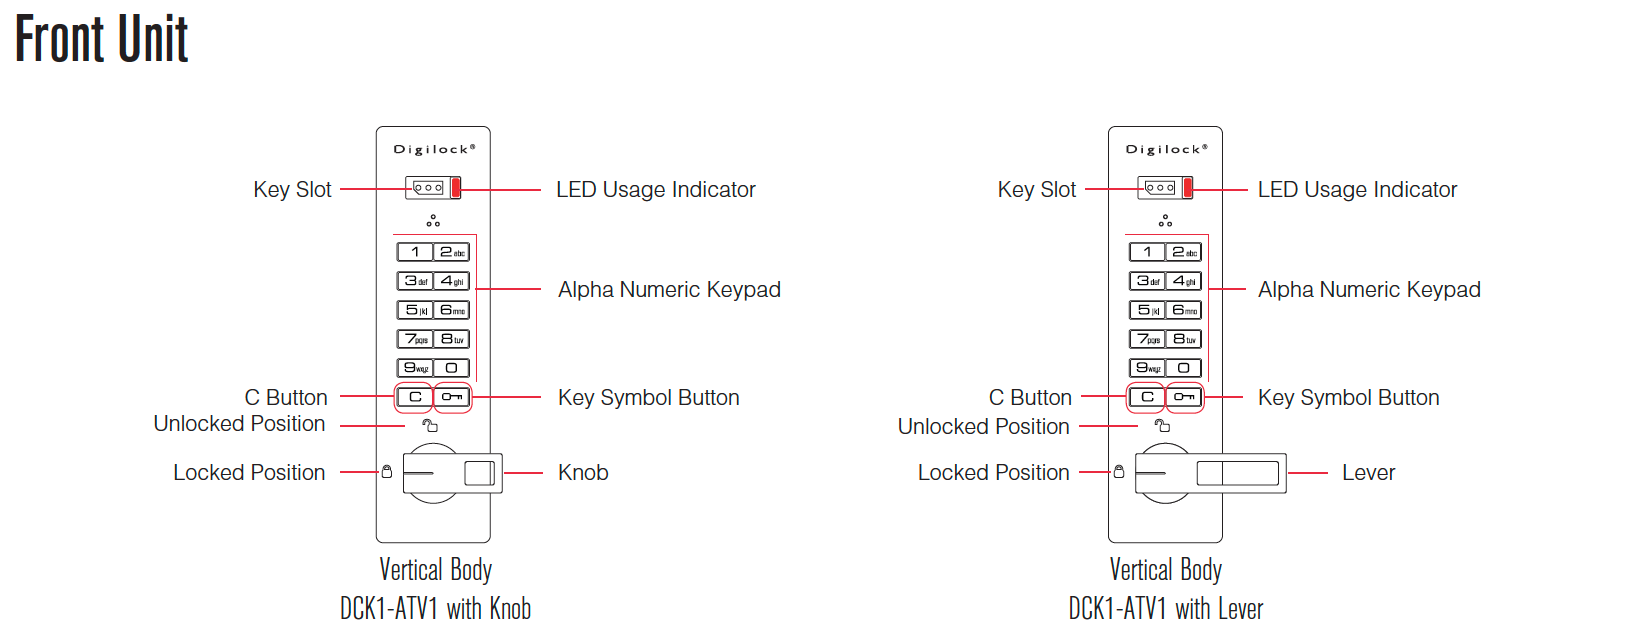 Front Unit
Digilock® Digilock®
Key Slot LED Usage Indicator Key Slot LED Usage Indicator
1 2abc 1 2abc
3def 4ghi Alpha Numeric Keypad 3def 4ghi Alpha Numeric Keypad
5jkl 6mno 5jkl 6mno
7pqrs 8tuv 7pqrs 8tuv
9wxyz 0 9wxyz 0
C Button C Key Symbol Button C Button C Key Symbol Button
Unlocked Position Unlocked Position
Locked Position Knob Locked Position Lever
Vertical Body Vertical Body
DCK1-ATV1 with Knob DCK1-ATV1 with Lever